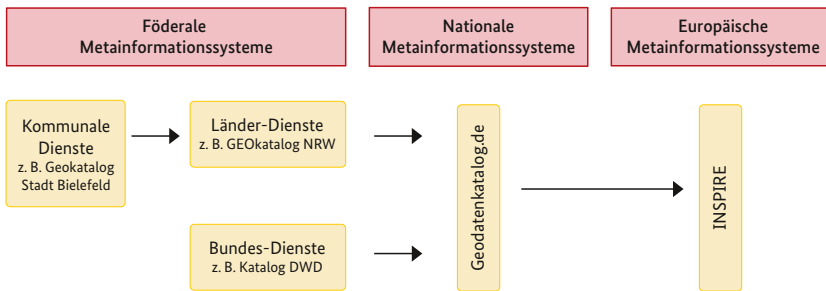 Föderale
Metainformationssysteme
Nationale
Metainformationssysteme
Europäische
Metainformationssysteme
Kommunale
Dienste
z. B. Geokatalog
Stadt Bielefeld
Länder-Dienste
z. B. GEOkatalog NRW
Bundes-Dienste
z. B. Katalog DWD
Geodatenkatalog.de
INSPIRE